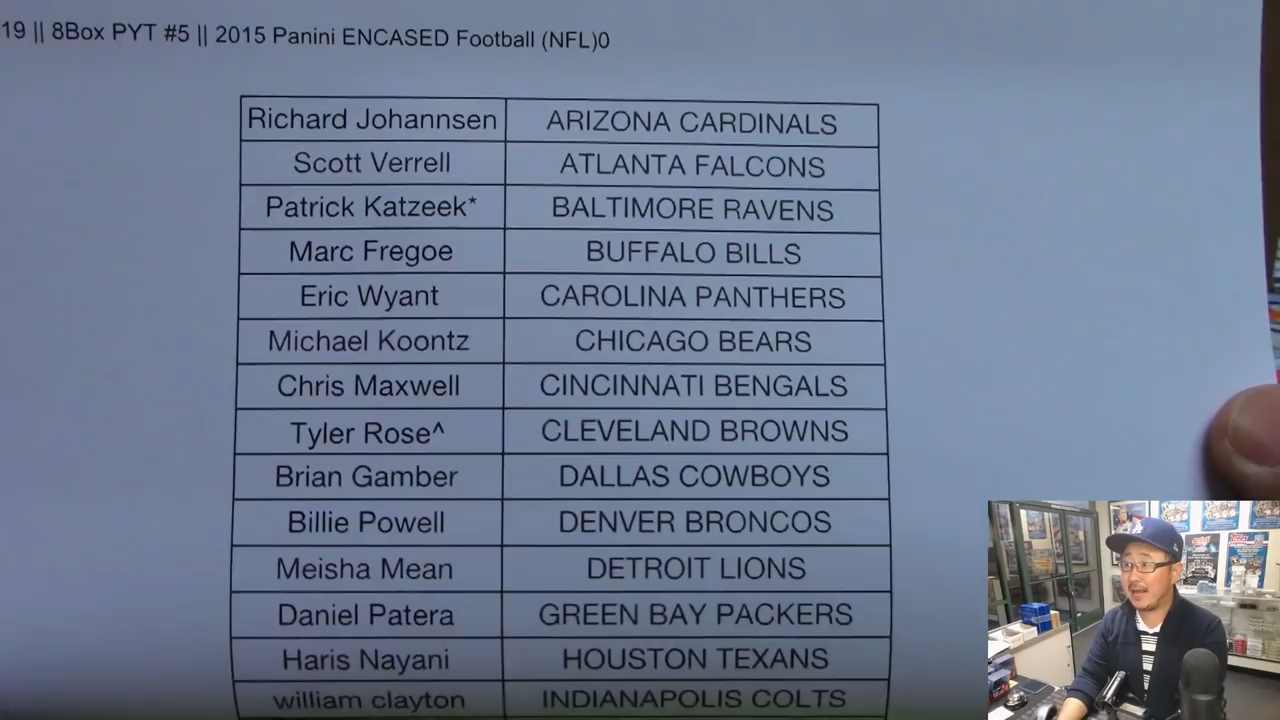 19 || 8Box PYT #5 || 2015 Panini ENCASED Football (NFL)0
Richard Johannsen ARIZONA CARDINALS
Scott Verrell ATLANTA FALCONS
Patrick Katzeek* BALTIMORE RAVENS
Marc Fregoe BUFFALO BILLS
Eric Wyant CAROLINA PANTHERS
Michael Koontz CHICAGO BEARS
Chris Maxwell CINCINNATI BENGALS
Tyler Rose^ CLEVELAND BROWNS
Brian Gamber DALLAS COWBOYS
Billie Powell DENVER BRONCOS
Meisha Mean DETROIT LIONS
Daniel Patera GREEN BAY PACKERS
Haris Nayani HOUSTON TEXANS
william clayton INDIANAPOLIS COLTS